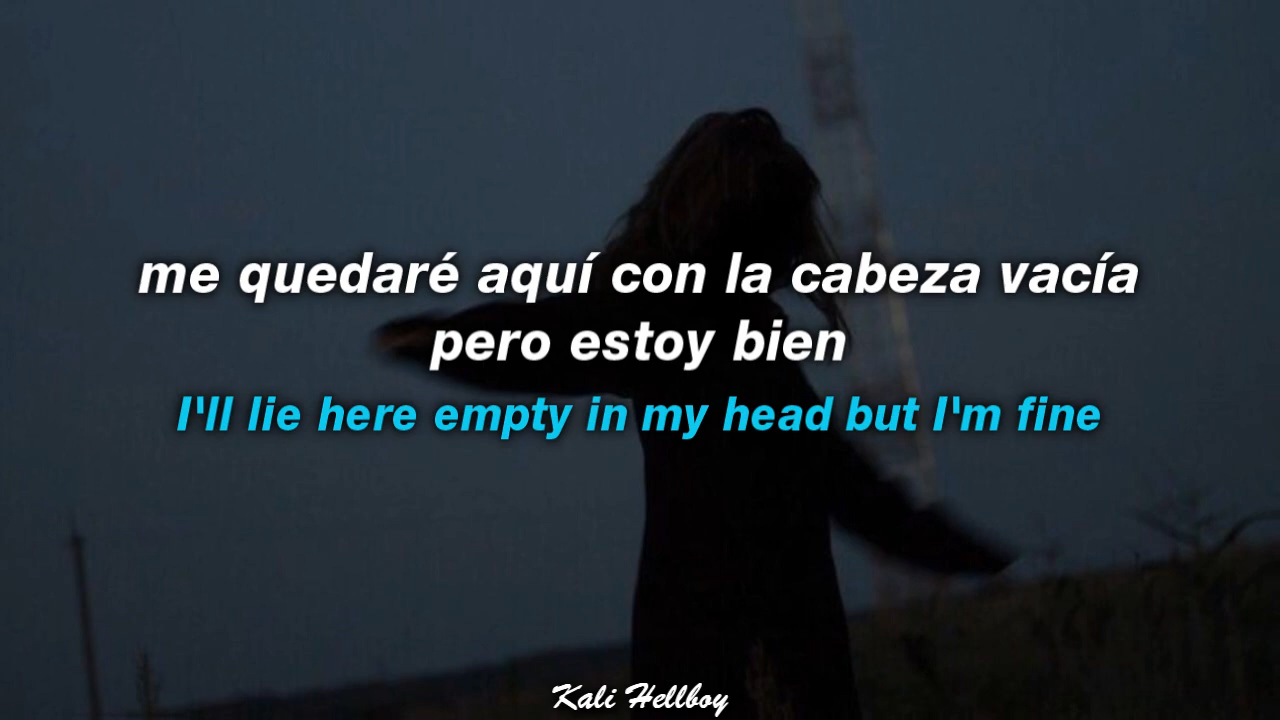 me quedaré aquí con la cabeza vacía
pero estoy bien
I'll lie here empty in my head but I'm fine
Kali Hellboy